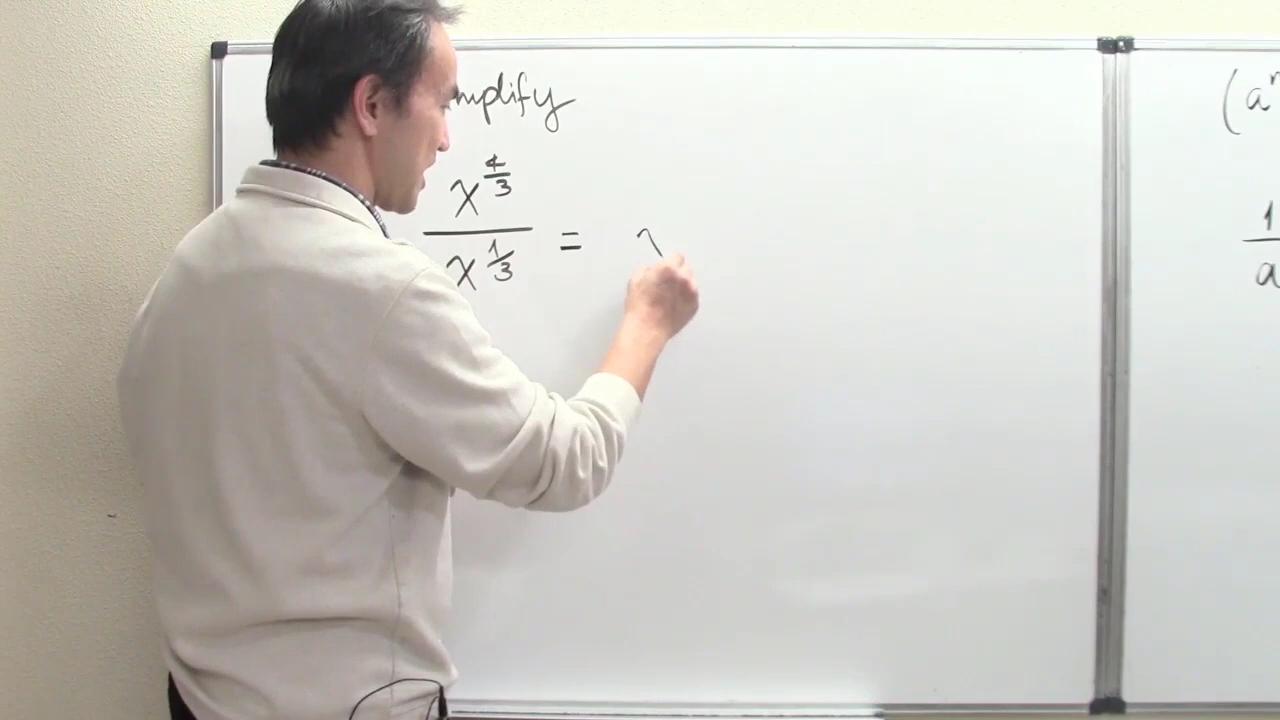 mplify
x^{4/3} / x^{1/3} = x
(a^n
1 / a